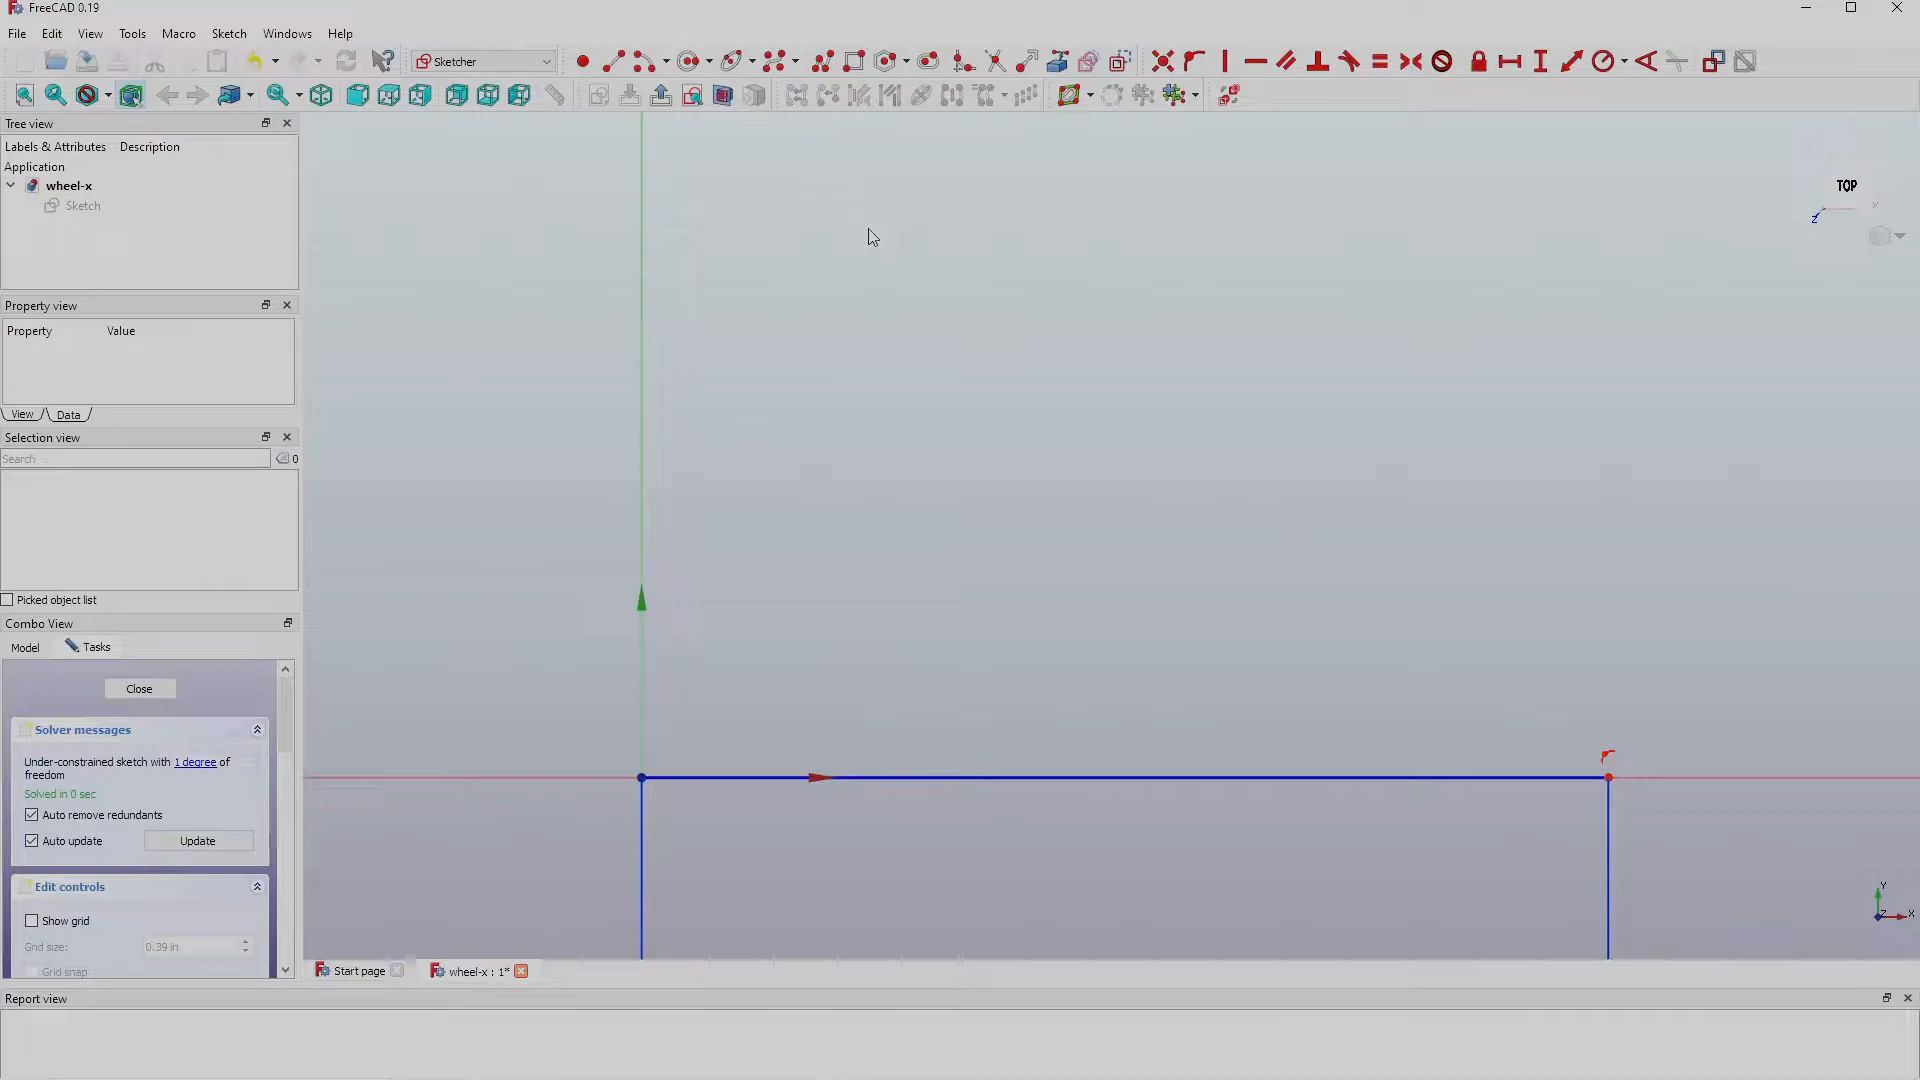 FreeCAD 0.19
File Edit View Tools Macro Sketch Windows Help
Sketcher
Tree view
Labels & Attributes Description
Application
wheel-x
Sketch
TOP
X
Z
Property view
Property Value
View Data
Selection view
Search
0
Picked object list
Combo View
Model Tasks
Close
Solver messages
Under-constrained sketch with 1 degree of
freedom
Solved in 0 sec
Auto remove redundants
Auto update Update
Edit controls
Show grid
Grid size: 0.39 in
Grid snap
Y
Z X
Start page wheel-x : 1*
Report view